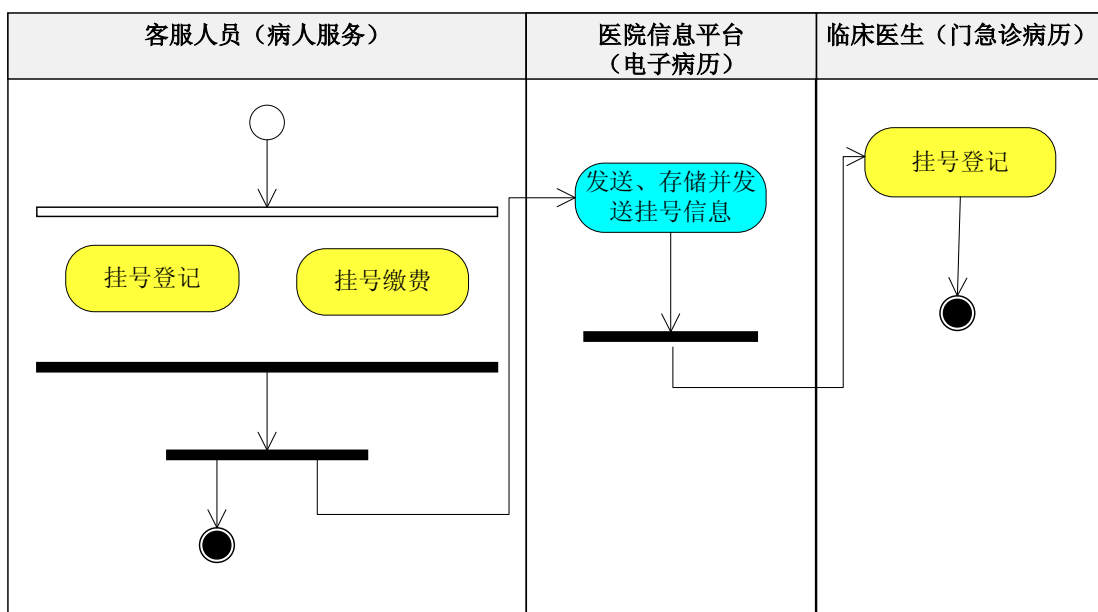 客服人员（病人服务）
医院信息平台
（电子病历）
临床医生（门急诊病历）
挂号登记
挂号缴费
发送、存储并发
送挂号信息
挂号登记